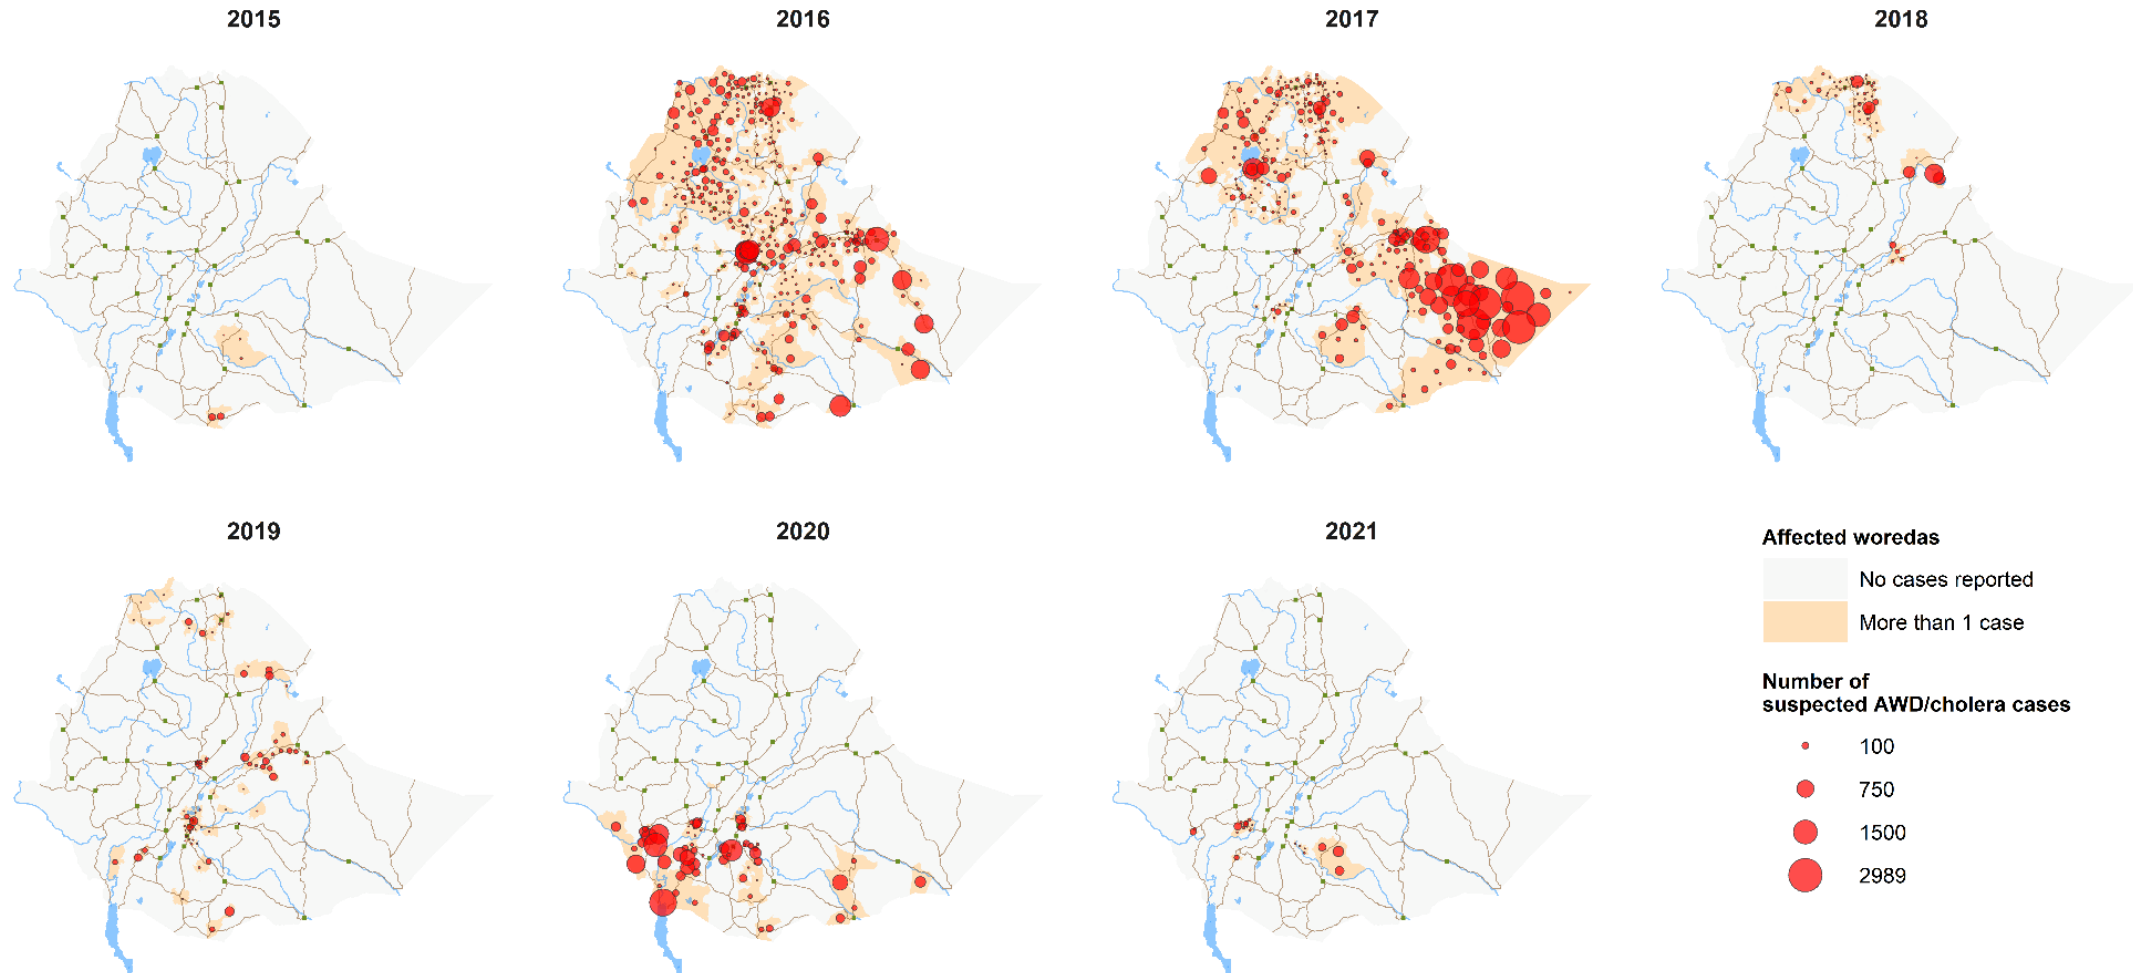 2015
2016
2017
2018
2019
2020
2021
Affected woredas
No cases reported
More than 1 case
Number of
suspected AWD/cholera cases
100
750
1500
2989